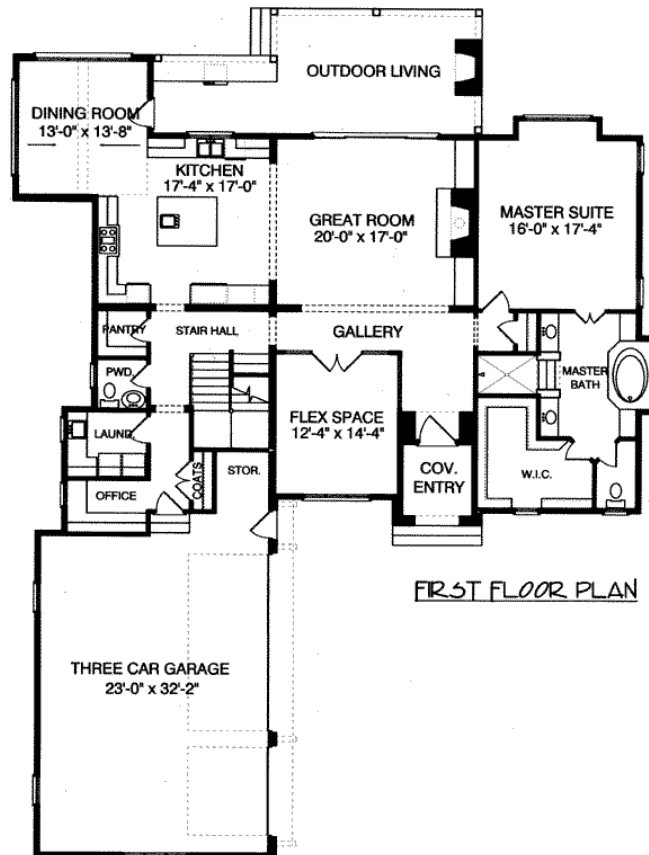 OUTDOOR LIVING
DINING ROOM
13'-0" x 13'-8"
KITCHEN
17'-4" x 17'-0"
GREAT ROOM
20'-0" x 17'-0"
MASTER SUITE
16'-0" x 17'-4"
PANTRY
STAIR HALL
GALLERY
PWD.
MASTER
BATH
FLEX SPACE
12'-4" x 14'-4"
LAUND.
COV.
ENTRY
W.I.C.
OFFICE
COATS
STOR.
FIRST FLOOR PLAN
THREE CAR GARAGE
23'-0" x 32'-2"